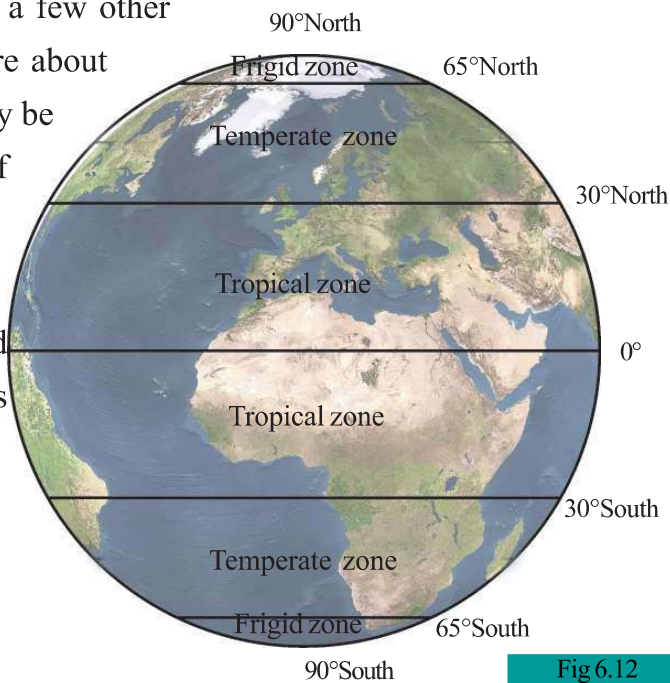 a few other
re about
y be
f
d
s
90°North
Frigid zone
65°North
Temperate zone
30°North
Tropical zone
0°
Tropical zone
30°South
Temperate zone
Frigid zone
65°South
90°South
Fig 6.12